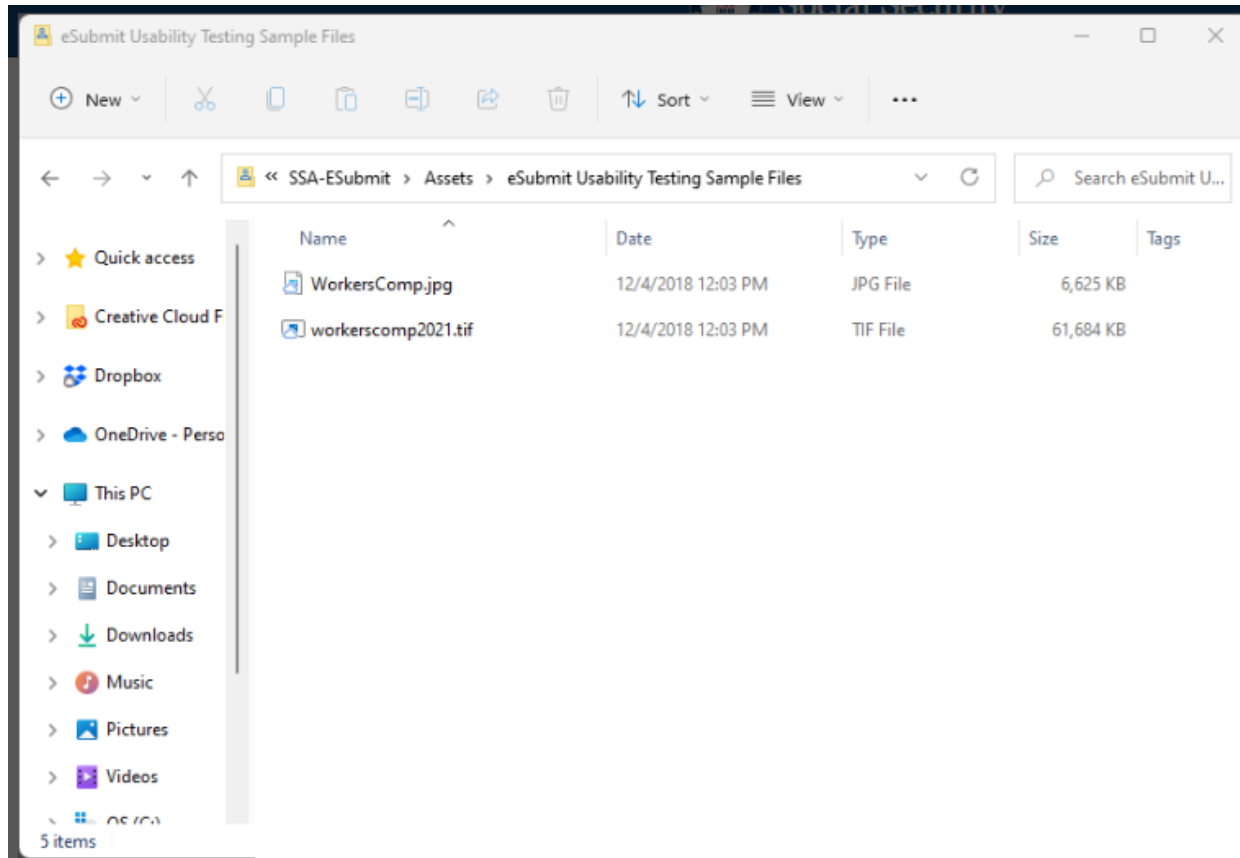 Social Security
eSubmit Usability Testing Sample Files
New Sort View ...
« SSA-ESubmit > Assets > eSubmit Usability Testing Sample Files Search eSubmit U...
Name Date Type Size Tags
WorkersComp.jpg 12/4/2018 12:03 PM JPG File 6,625 KB
workerscomp2021.tif 12/4/2018 12:03 PM TIF File 61,684 KB
Quick access
Creative Cloud F
Dropbox
OneDrive - Perso
This PC
Desktop
Documents
Downloads
Music
Pictures
Videos
OS (C:)
5 items